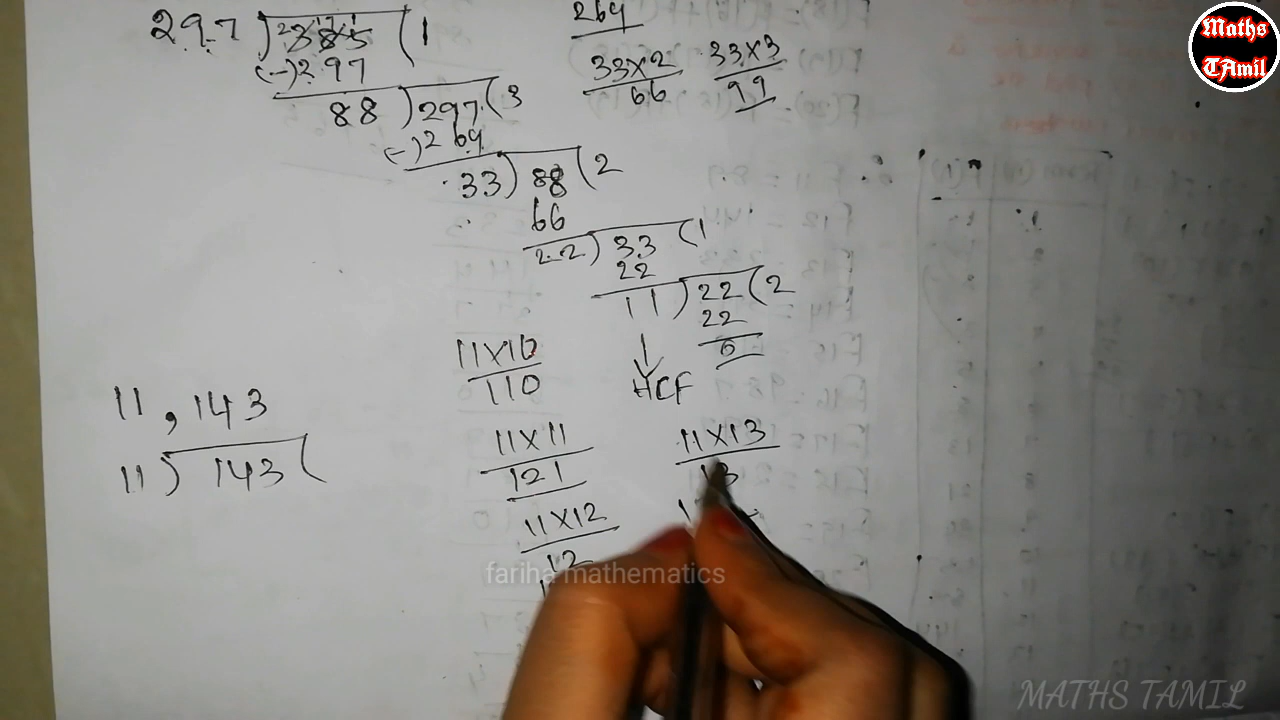 297 ) 385 ( 1
(-) 297
88 ) 297 ( 3
(-) 264
33 ) 88 ( 2
66
22 ) 33 ( 1
22
11 ) 22 ( 2
22
0
HCF
264
33×2
66
33×3
99
11×10
110
11×11
121
11×12
12
11×13
13
11 , 143
11 ) 143 (
Maths
TAmil
fariha mathematics
MATHS TAMIL